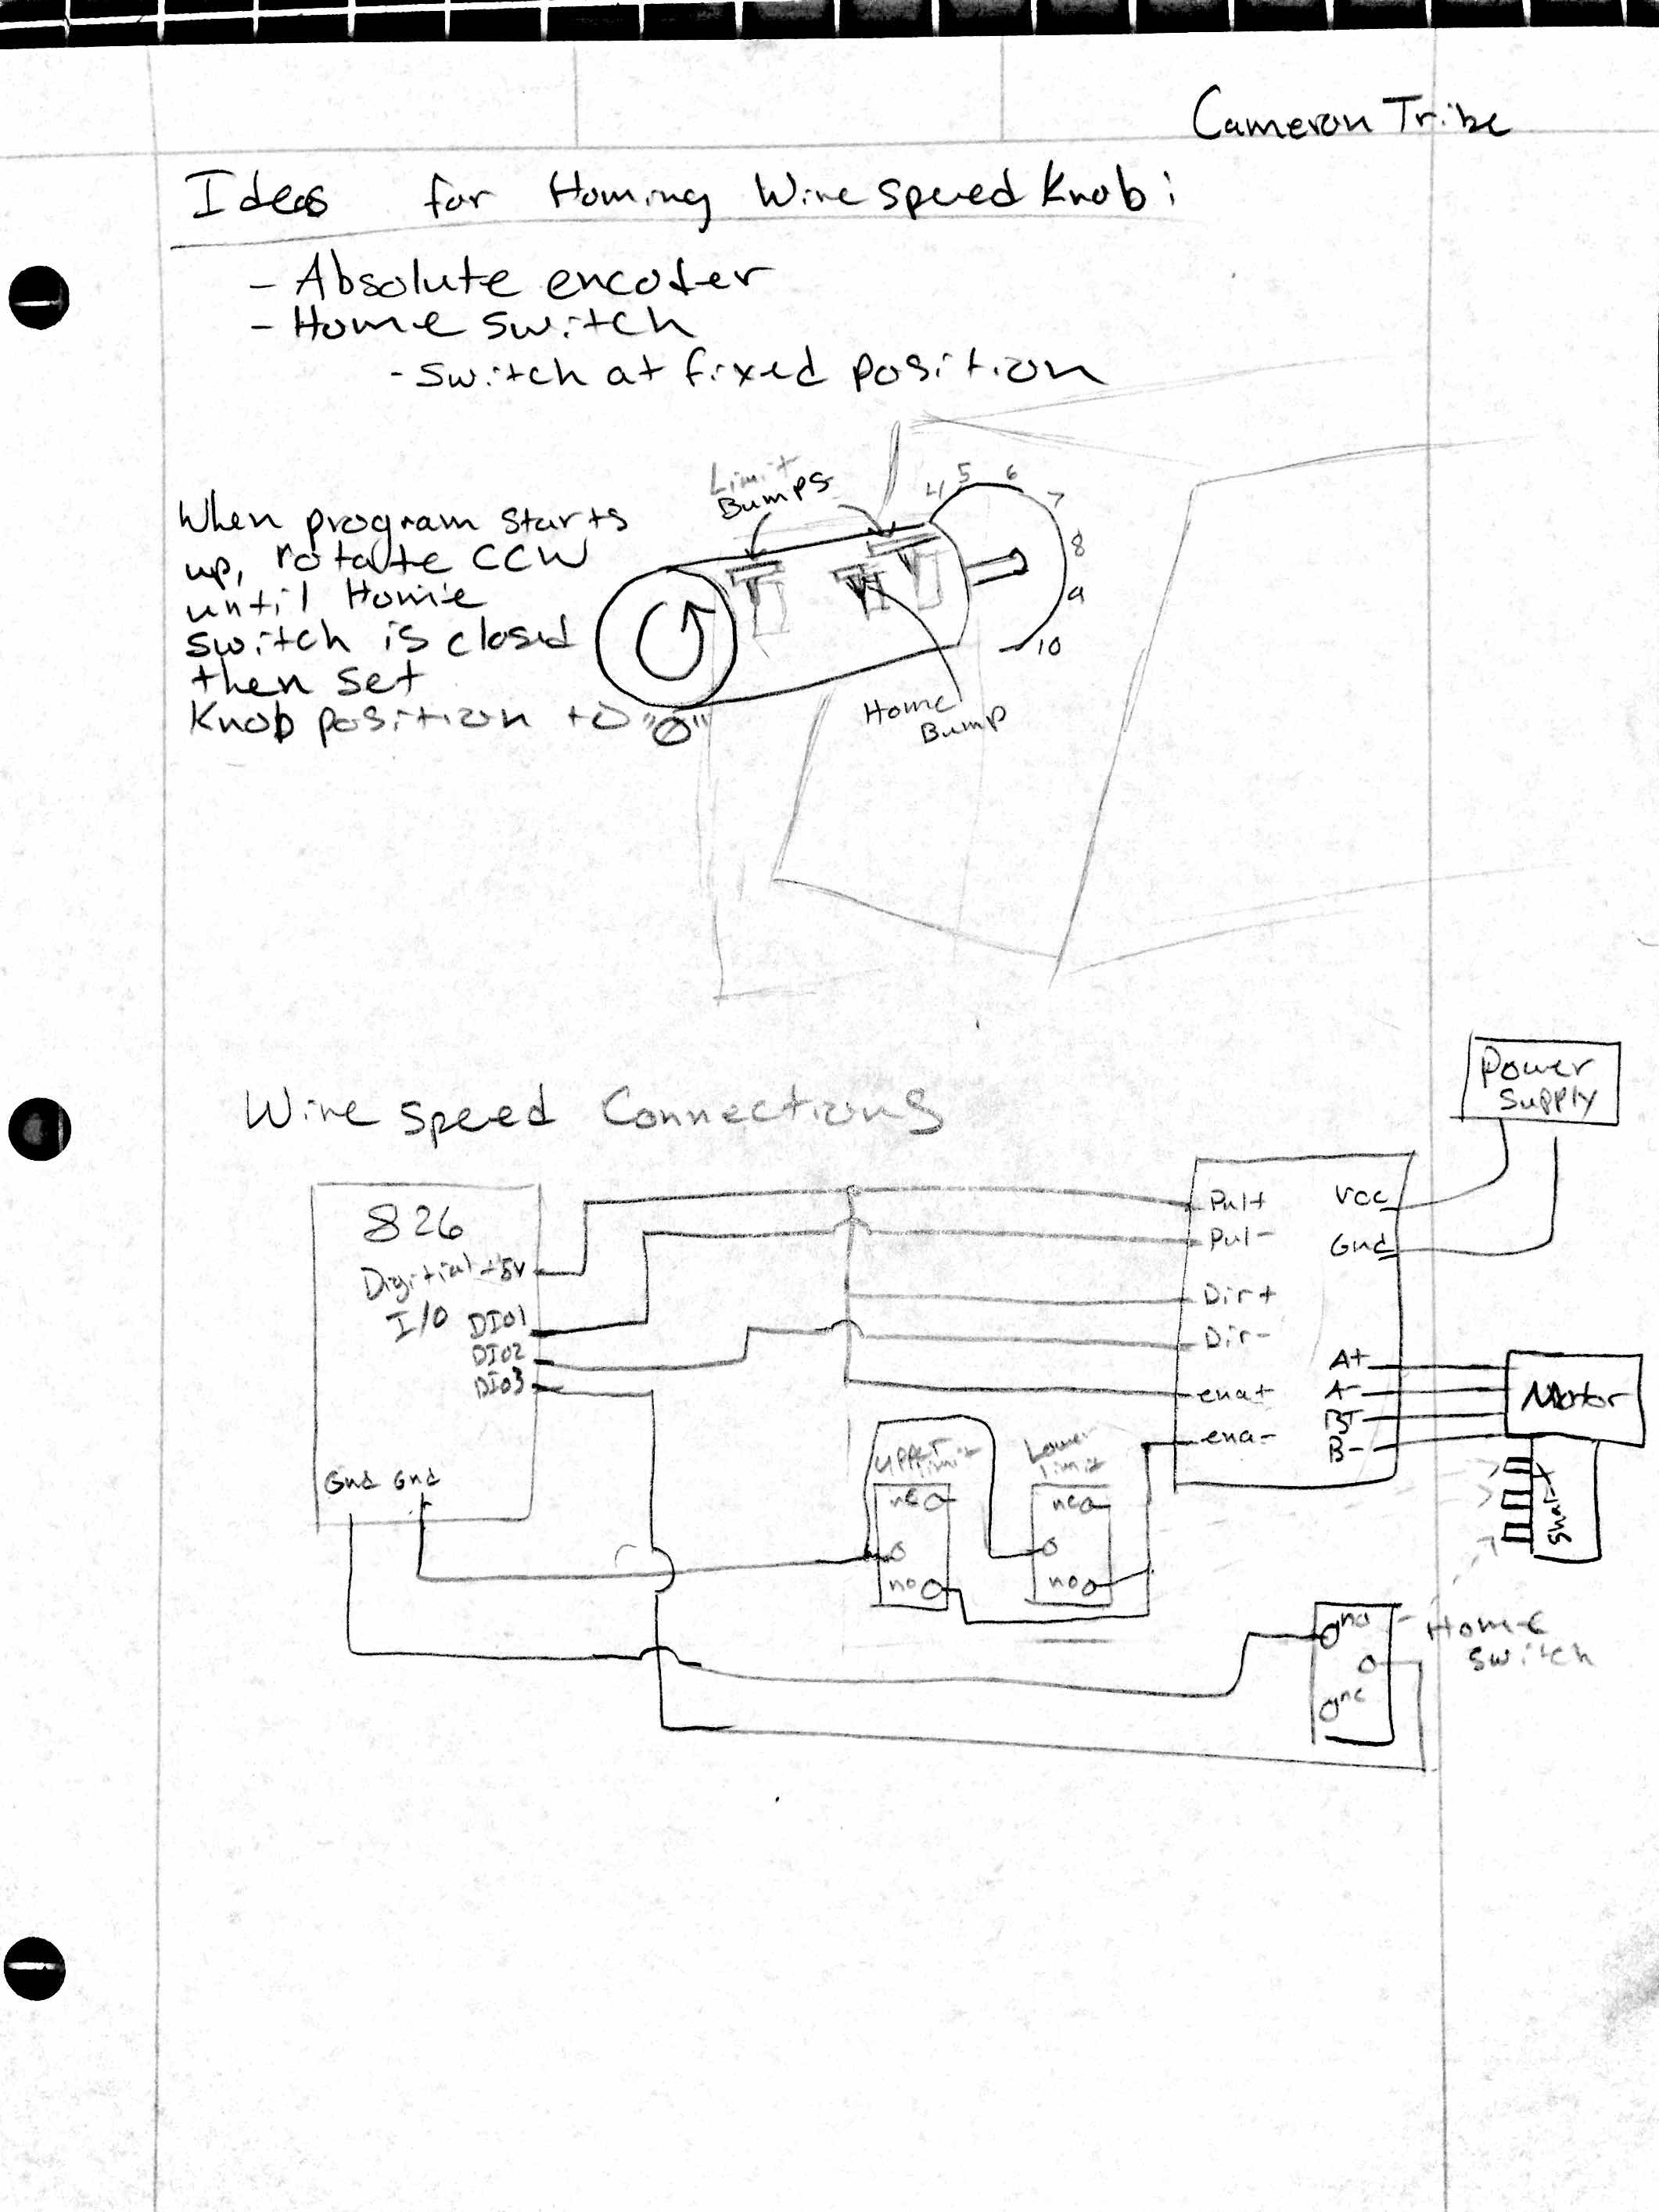 Cameron Tribe
Ideas for Homing Wire Speed Knob:
- Absolute encoder
- Home switch
- switch at fixed position
Limit
Bumps
4 5 6
7
8
9
10
When program starts
up, rotate CCW
until Home
switch is closed
then set
Knob position to "0"
Home
Bump
Power
Supply
Wire speed Connections
826
Digitial +5v
I/O DIO1
DIO2
DIO3
Gnd Gnd
Pul+
Pul-
Dir+
Dir-
ena+
ena-
Vcc
Gnd
A+
A-
B+
B-
Motor
Shaft
upper
limit
nc
no
Lower
limit
nc
no
no
nc
Home
switch